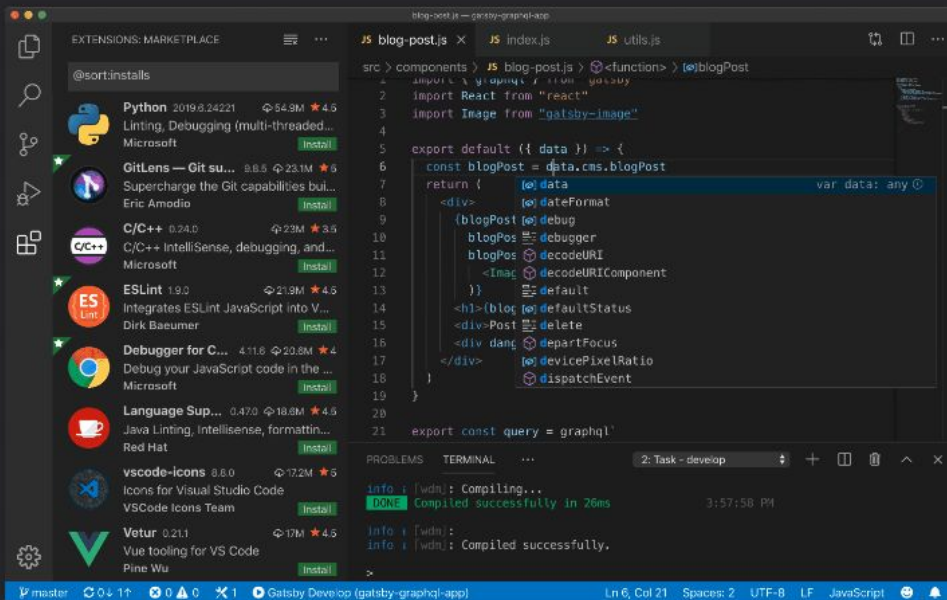 blog-post.js — gatsby-graphql-app
EXTENSIONS: MARKETPLACE
@sort:installs
Python 2019.6.24221 54.9M 4.5
Linting, Debugging (multi-threaded...
Microsoft Install
GitLens — Git su... 9.8.5 23.1M 5
Supercharge the Git capabilities bui...
Eric Amodio Install
C/C++ 0.24.0 23M 3.5
C/C++ IntelliSense, debugging, and...
Microsoft Install
ESLint 1.9.0 21.9M 4.5
Integrates ESLint JavaScript into V...
Dirk Baeumer Install
Debugger for C... 4.11.6 20.6M 4
Debug your JavaScript code in the ...
Microsoft Install
Language Sup... 0.47.0 18.6M 4.5
Java Linting, Intellisense, formattin...
Red Hat Install
vscode-icons 8.8.0 17.2M 5
Icons for Visual Studio Code
VSCode Icons Team Install
Vetur 0.21.1 17M 4.5
Vue tooling for VS Code
Pine Wu Install
C/C++
ES
Lint
JS blog-post.js JS index.js JS utils.js
src > components > JS blog-post.js > <function> > blogPost
import { graphql } from "gatsby"
2 import React from "react"
3 import Image from "gatsby-image"
4
5 export default ({ data }) => {
6 const blogPost = data.cms.blogPost
7 return (
8 <div>
9 {blogPost
10 blogPos
11 blogPos
12 <Imag
13 )}
14 <h1>{blog
15 <div>Post
16 <div dang
17 </div>
18 )
19 }
20
21 export const query = graphql`
data var data: any
dateFormat
debug
debugger
decodeURI
decodeURIComponent
default
defaultStatus
delete
departFocus
devicePixelRatio
dispatchEvent
PROBLEMS TERMINAL ... 2: Task - develop
info i [wdm]: Compiling...
DONE Compiled successfully in 26ms 3:57:58 PM
info i [wdm]:
info i [wdm]: Compiled successfully.
>
master 0↓ 1↑ 0 0 1 Gatsby Develop (gatsby-graphql-app) Ln 6, Col 21 Spaces: 2 UTF-8 LF JavaScript